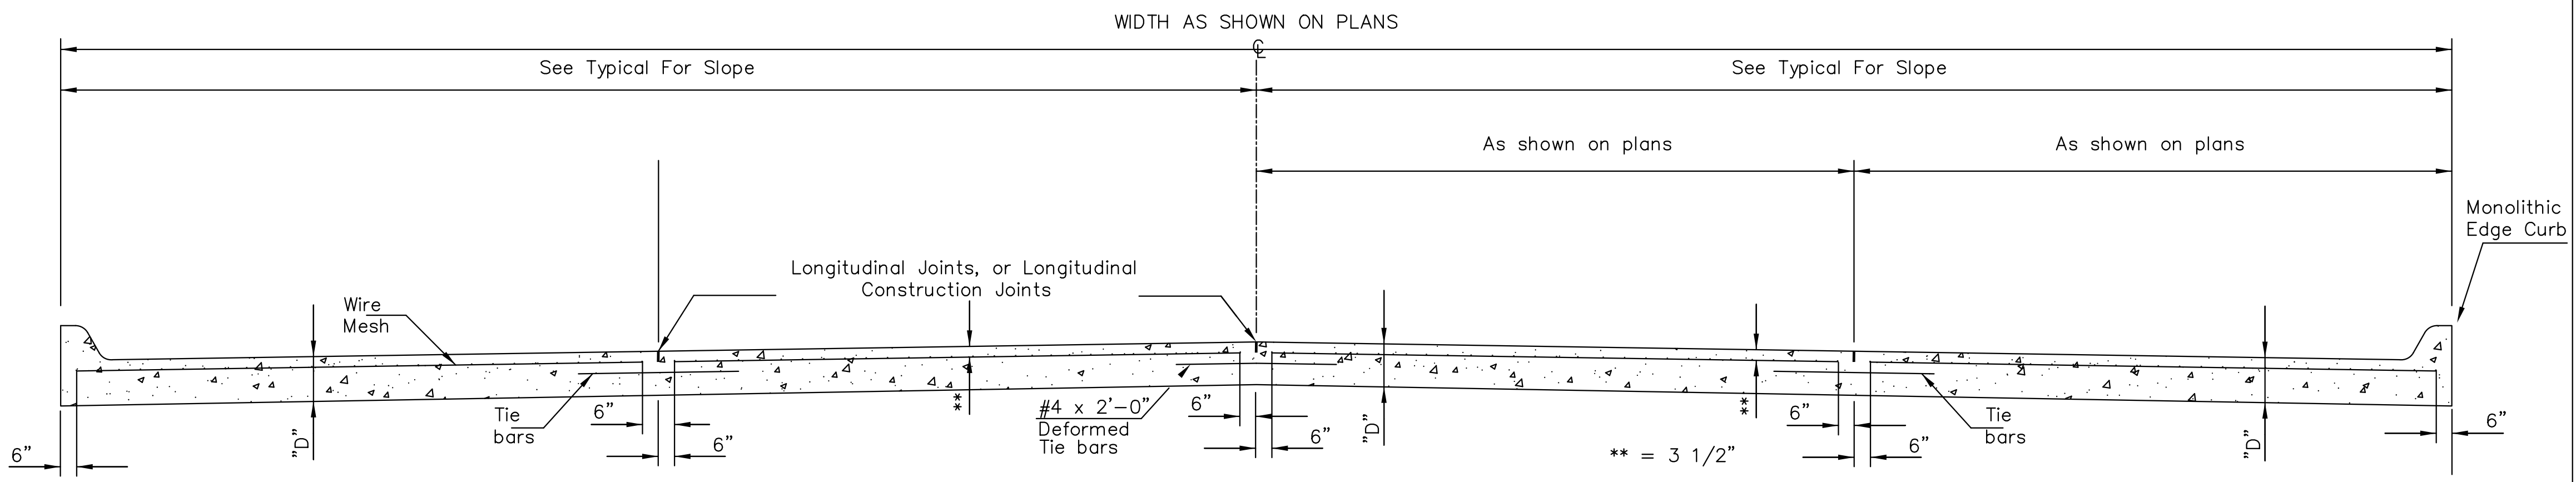 WIDTH AS SHOWN ON PLANS
℄
See Typical For Slope
See Typical For Slope
As shown on plans
As shown on plans
Monolithic
Edge Curb
Longitudinal Joints, or Longitudinal
Construction Joints
Wire
Mesh
Tie
bars
6"
6"
6"
"D"
**
#4 x 2'-0"
Deformed
Tie bars
6"
6"
"D"
** = 3 1/2"
**
6"
6"
Tie
bars
"D"
6"